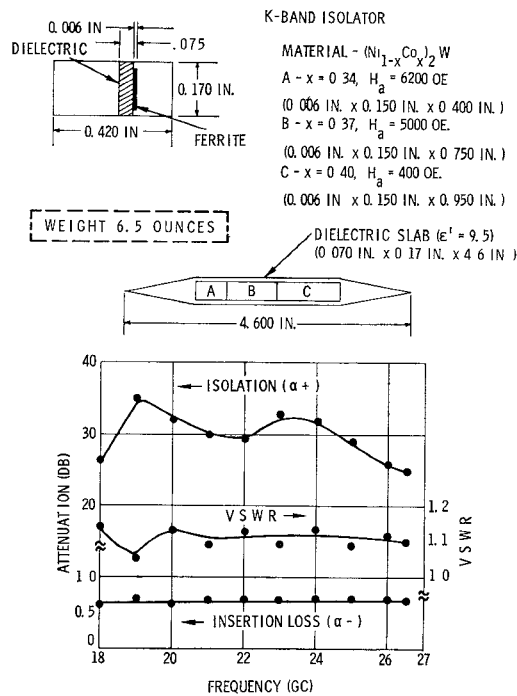 K-BAND ISOLATOR
0.006 IN
DIELECTRIC
.075
0.170 IN.
FERRITE
0.420 IN
MATERIAL - (Ni1-xCox)2 W
A - x = 0 34, Ha = 6200 OE
(0 006 IN. x 0.150 IN. x 0 400 IN.)
B - x = 0 37, Ha = 5000 OE.
(0.006 IN. x 0.150 IN. x 0 750 IN.)
C - x = 0 40, Ha = 400 OE.
(0.006 IN x 0.150 IN. x 0.950 IN.)
WEIGHT 6.5 OUNCES
DIELECTRIC SLAB (ε' = 9.5)
(0 070 IN. x 0.17 IN. x 4 6 IN)
A B C
4.600 IN.
40
30
20
10
1 0
0.5
0
ATTENUATION (DB)
ISOLATION (α+)
VSWR
INSERTION LOSS (α-)
1.2
1.1
1 0
VSWR
18 20 22 24 26 27
FREQUENCY (GC)